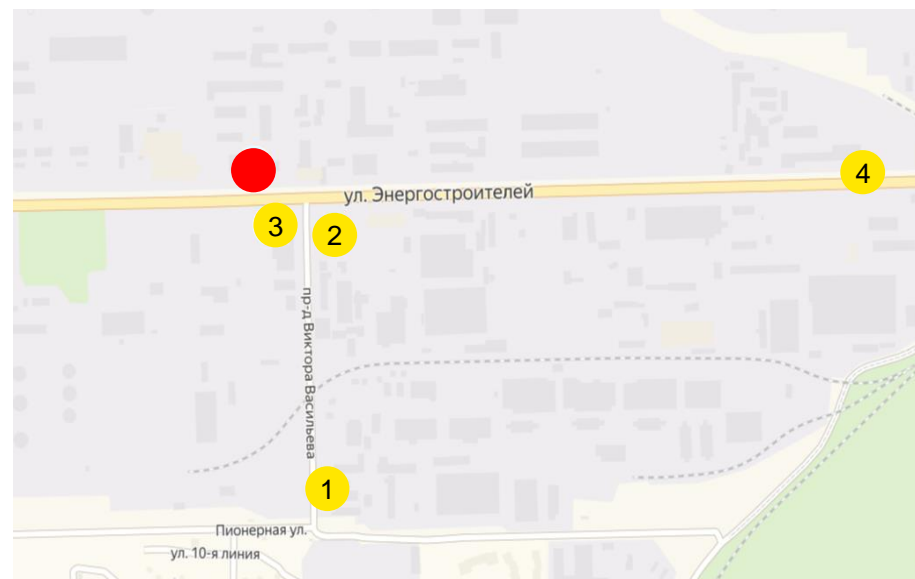 4
ул. Энергостроителей
3
2
пр-д Виктора Васильева
1
Пионерная ул.
ул. 10-я линия